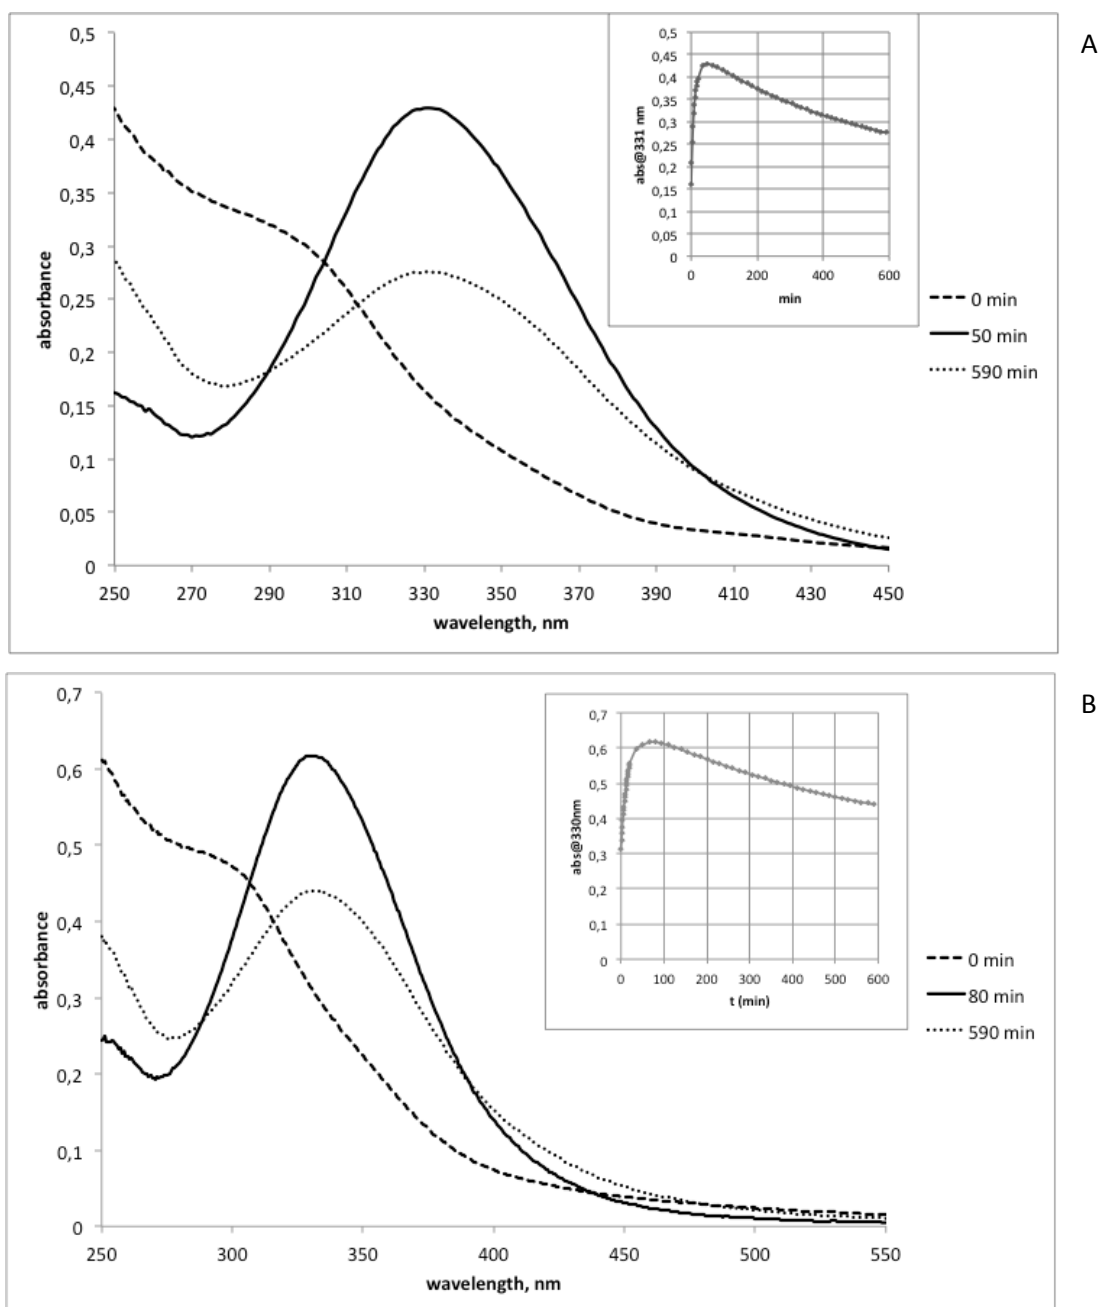 A
0,5
0,45
0,4
0,35
0,3
0,25
0,2
0,15
0,1
0,05
0
absorbance
250 270 290 310 330 350 370 390 410 430 450
wavelength, nm
0,5
0,45
0,4
0,35
0,3
0,25
0,2
0,15
0,1
0,05
0
abs@331 nm
0 200 400 600
min
0 min
50 min
590 min
B
0,7
0,6
0,5
0,4
0,3
0,2
0,1
0
absorbance
250 300 350 400 450 500 550
wavelength, nm
0,7
0,6
0,5
0,4
0,3
0,2
0,1
0
abs@330nm
0 100 200 300 400 500 600
t (min)
0 min
80 min
590 min